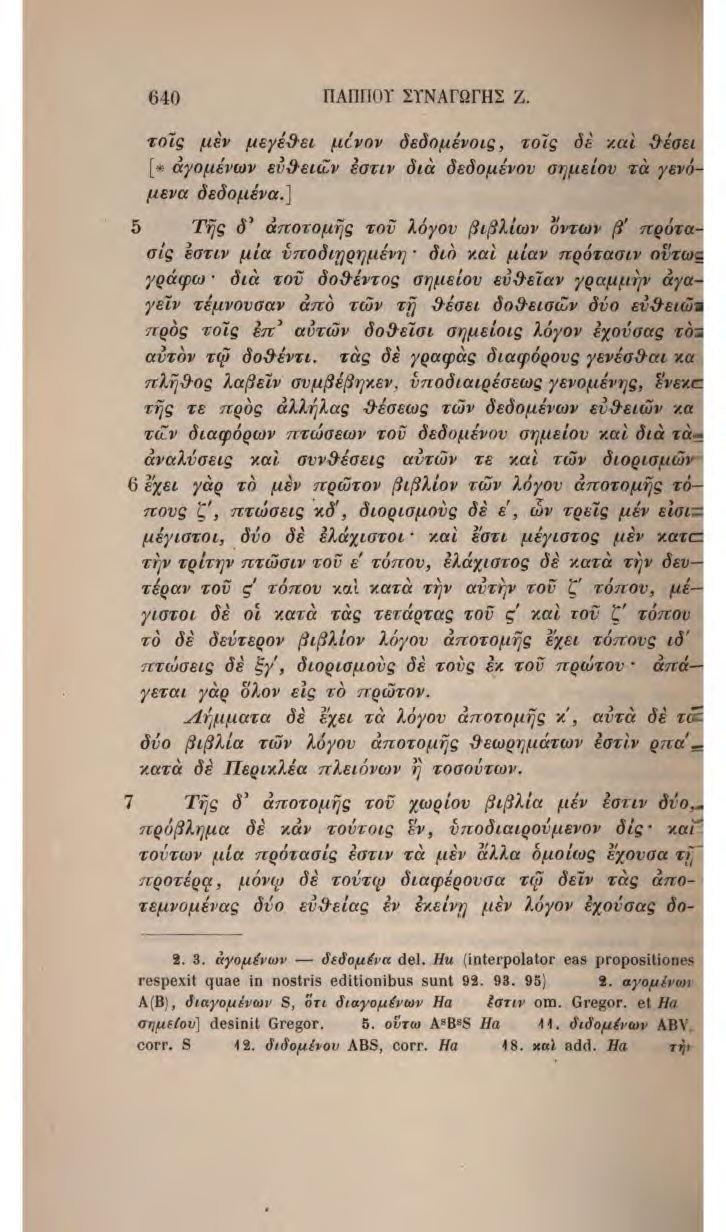 640 ΠΑΠΠΟΥ ΣΥΝΑΓΩΓΗΣ Ζ.
τοῖς μὲν μεγέθει μόνον δεδομένοις, τοῖς δὲ καὶ θέσει
[* ἀγομένων εὐθειῶν ἐστιν διὰ δεδομένου σημείου τὰ γενό-
μενα δεδομένα.]
5 Τῆς δ’ ἀποτομῆς τοῦ λόγου βιβλίων ὄντων β′ πρότα-
σίς ἐστιν μία ὑποδιῃρημένη· διὸ καὶ μίαν πρότασιν οὕτως
γράφω· διὰ τοῦ δοθέντος σημείου εὐθεῖαν γραμμὴν ἀγα-
γεῖν τέμνουσαν ἀπὸ τῶν τῇ θέσει δοθεισῶν δύο εὐθειῶ
πρὸς τοῖς ἐπ’ αὐτῶν δοθεῖσι σημείοις λόγον ἐχούσας τὸ
αὐτὸν τῷ δοθέντι. τὰς δὲ γραφὰς διαφόρους γενέσθαι κα
πλῆθος λαβεῖν συμβέβηκεν, ὑποδιαιρέσεως γενομένης, ἕνεκ
τῆς τε πρὸς ἀλλήλας θέσεως τῶν δεδομένων εὐθειῶν κα
τῶν διαφόρων πτώσεων τοῦ δεδομένου σημείου καὶ διὰ τὰ
ἀναλύσεις καὶ συνθέσεις αὐτῶν τε καὶ τῶν διορισμῶν
6 ἔχει γὰρ τὸ μὲν πρῶτον βιβλίον τῶν λόγου ἀποτομῆς τό-
πους ζ′, πτώσεις κδ′, διορισμοὺς δὲ ε′, ὧν τρεῖς μέν εἰσι
μέγιστοι, δύο δὲ ἐλάχιστοι· καὶ ἔστι μέγιστος μὲν κατ
τὴν τρίτην πτῶσιν τοῦ ε′ τόπου, ἐλάχιστος δὲ κατὰ τὴν δευ-
τέραν τοῦ ϛ′ τόπου καὶ κατὰ τὴν αὐτὴν τοῦ ζ′ τόπου, μέ-
γιστοι δὲ οἱ κατὰ τὰς τετάρτας τοῦ ϛ′ καὶ τοῦ ζ′ τόπου
τὸ δὲ δεύτερον βιβλίον λόγου ἀποτομῆς ἔχει τόπους ιδ′
πτώσεις δὲ ξγ′, διορισμοὺς δὲ τοὺς ἐκ τοῦ πρώτου· ἀπά-
γεται γὰρ ὅλον εἰς τὸ πρῶτον.
Λήμματα δὲ ἔχει τὰ λόγου ἀποτομῆς κ′, αὐτὰ δὲ τὰ
δύο βιβλία τῶν λόγου ἀποτομῆς θεωρημάτων ἐστὶν ρπα′
κατὰ δὲ Περικλέα πλειόνων ἢ τοσούτων.
7 Τῆς δ’ ἀποτομῆς τοῦ χωρίου βιβλία μέν ἐστιν δύο,
πρόβλημα δὲ κἀν τούτοις ἕν, ὑποδιαιρούμενον δίς· καὶ
τούτων μία πρότασίς ἐστιν τὰ μὲν ἄλλα ὁμοίως ἔχουσα τῇ
προτέρᾳ, μόνῳ δὲ τούτῳ διαφέρουσα τῷ δεῖν τὰς ἀπο-
τεμνομένας δύο εὐθείας ἐν ἐκείνῃ μὲν λόγον ἐχούσας δο-
2. 3. ἀγομένων — δεδομένα del. Hu (interpolator eas propositiones
respexit quae in nostris editionibus sunt 92. 93. 95) 2. αγομένων
A(B), διαγομένων S, ὅτι διαγομένων Ha ἐστιν om. Gregor. et Ha
σημείου] desinit Gregor. 5. οὕτω AˢBˢS Ha 11. διδομένων ABV,
corr. S 12. διδομένου ABS, corr. Ha 18. καὶ add. Ha τὴν